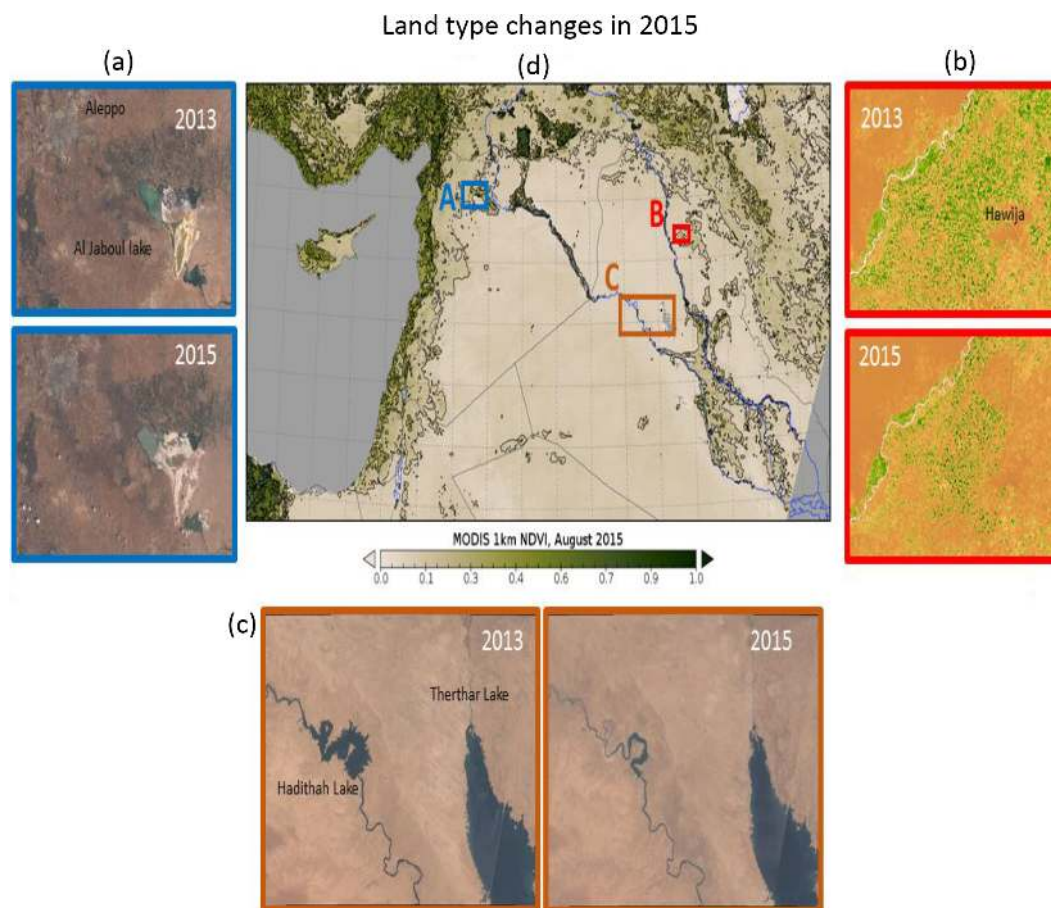 Land type changes in 2015
(a)
(d)
(b)
Aleppo
2013
Al Jaboul lake
2015
A
B
C
MODIS 1km NDVI, August 2015
0.0 0.1 0.3 0.4 0.6 0.7 0.9 1.0
2013
Hawija
2015
(c)
2013
Therthar Lake
Hadithah Lake
2015